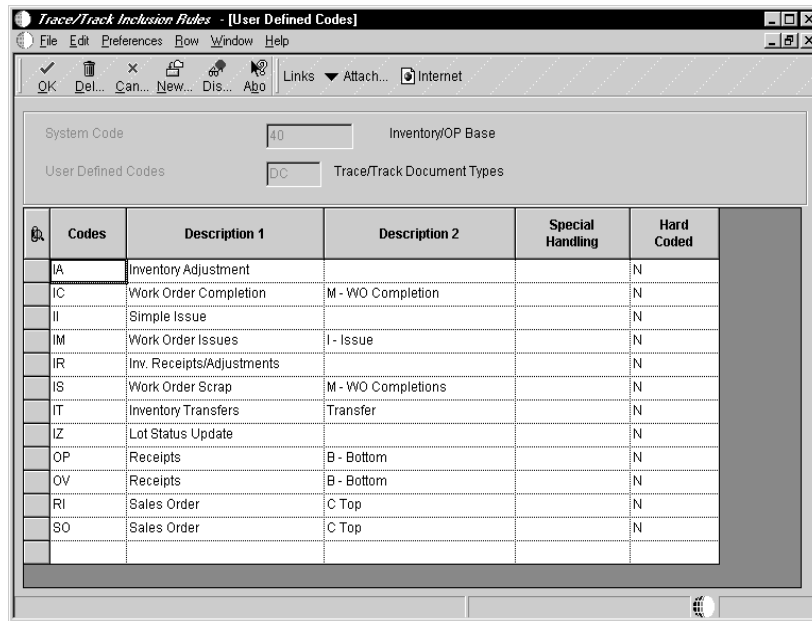 Trace/Track Inclusion Rules - [User Defined Codes]
File Edit Preferences Row Window Help
OK Del... Can... New... Dis... Abo Links Attach... Internet
System Code 40 Inventory/OP Base
User Defined Codes DC Trace/Track Document Types
Codes Description 1 Description 2 Special Handling Hard Coded
IA Inventory Adjustment N
IC Work Order Completion M - WO Completion N
II Simple Issue N
IM Work Order Issues I - Issue N
IR Inv. Receipts/Adjustments N
IS Work Order Scrap M - WO Completions N
IT Inventory Transfers Transfer N
IZ Lot Status Update N
OP Receipts B - Bottom N
OV Receipts B - Bottom N
RI Sales Order C Top N
SO Sales Order C Top N